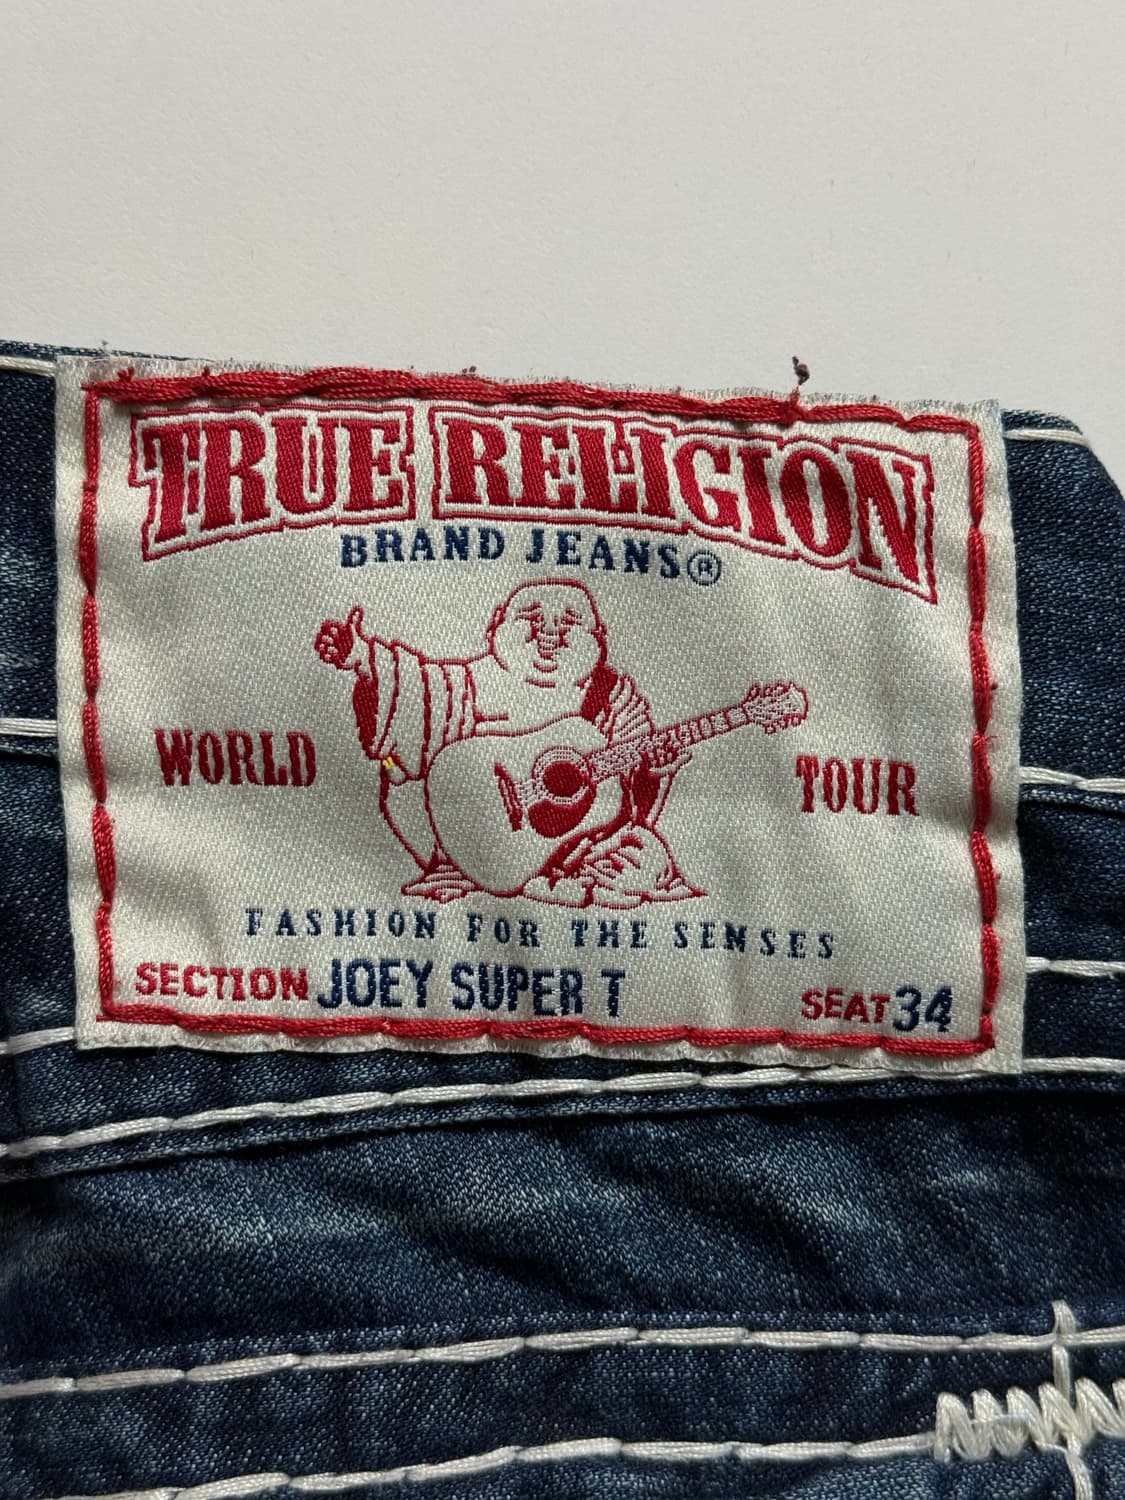 TRUE RELIGION
BRAND JEANS®
WORLD TOUR
FASHION FOR THE SENSES
SECTION JOEY SUPER T SEAT 34